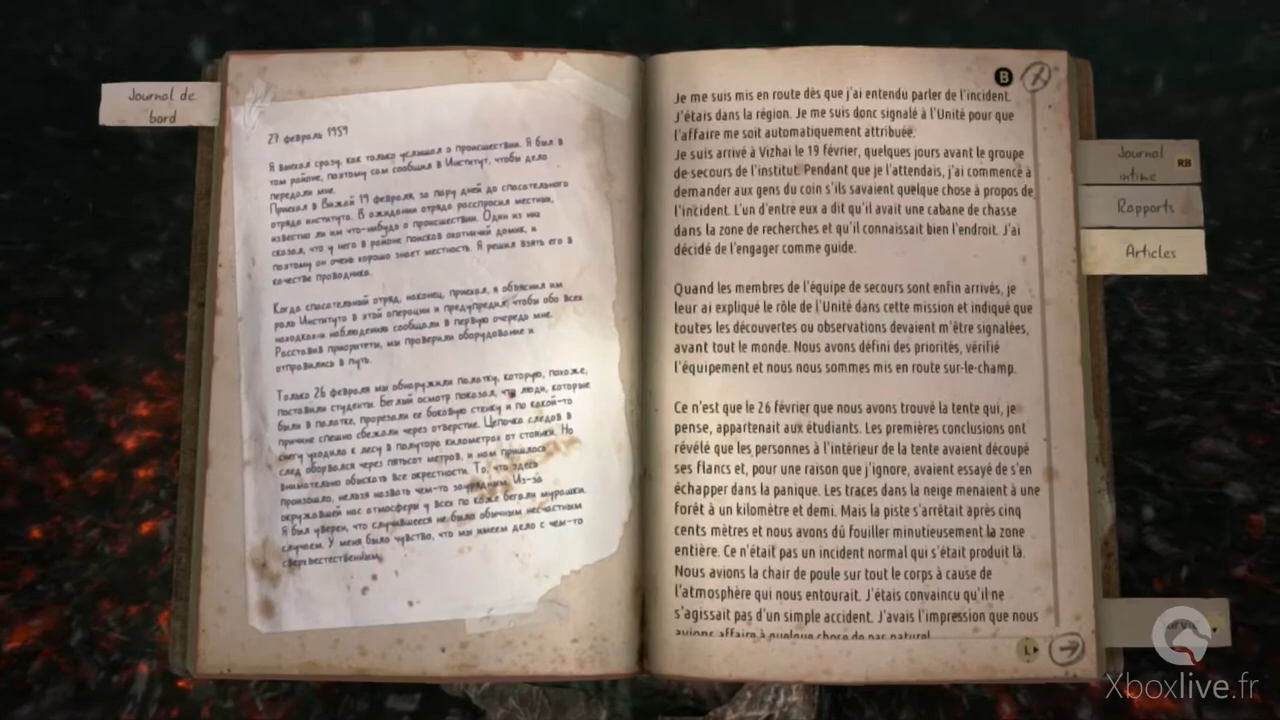 Journal de
bord
27 февраль 1959
Я выехал сразу, как только услышал о происшествии. Я был в
том районе, поэтому сам сообщил в Институт, чтобы дело
передали мне.
Приехал в Вижай 19 февраля, за пару дней до спасательного
отряда института. В ожидании отряда расспросил местных,
известно ли им что-нибудь о происшествии. Один из них
сказал, что у него в районе поисков охотничий домик, и
поэтому он очень хорошо знает местность. Я решил взять его в
качестве проводника.
Когда спасательный отряд, наконец, приехал, я объяснил им
роль Института в этой операции и предупредил, чтобы обо всех
находках и наблюдениях сообщали в первую очередь мне.
Расставив приоритеты, мы проверили оборудование и
отправились в путь.
Только 26 февраля мы обнаружили палатку, которую, похоже,
поставили студенты. Беглый осмотр показал, что люди, которые
были в палатке, прорезали ее боковую стенку и по какой-то
причине спешно сбежали через отверстие. Цепочка следов в
снегу уходило к лесу в полутора километрах от стоянки. Но
след оборвался через пятьсот метров, и нам пришлось
внимательно обыскать все окрестности. То, что здесь
произошло, нельзя назвать чем-то заурядным. Из-за
окружавшей нас атмосферы у всех по коже бегали мурашки.
Я был уверен, что случившееся не было обычным несчастным
случаем. У меня было чувство, что мы имеем дело с чем-то
сверхъестественным.
B
Je me suis mis en route dès que j'ai entendu parler de l'incident.
J'étais dans la région. Je me suis donc signalé à l'Unité pour que
l'affaire me soit automatiquement attribuée.
Je suis arrivé à Vizhai le 19 février, quelques jours avant le groupe
de secours de l'institut. Pendant que je l'attendais, j'ai commencé à
demander aux gens du coin s'ils savaient quelque chose à propos de
l'incident. L'un d'entre eux a dit qu'il avait une cabane de chasse
dans la zone de recherches et qu'il connaissait bien l'endroit. J'ai
décidé de l'engager comme guide.
Quand les membres de l'équipe de secours sont enfin arrivés, je
leur ai expliqué le rôle de l'Unité dans cette mission et indiqué que
toutes les découvertes ou observations devaient m'être signalées,
avant tout le monde. Nous avons défini des priorités, vérifié
l'équipement et nous nous sommes mis en route sur-le-champ.
Ce n'est que le 26 février que nous avons trouvé la tente qui, je
pense, appartenait aux étudiants. Les premières conclusions ont
révélé que les personnes à l'intérieur de la tente avaient découpé
ses flancs et, pour une raison que j'ignore, avaient essayé de s'en
échapper dans la panique. Les traces dans la neige menaient à une
forêt à un kilomètre et demi. Mais la piste s'arrêtait après cinq
cents mètres et nous avons dû fouiller minutieusement la zone
entière. Ce n'était pas un incident normal qui s'était produit là.
Nous avions la chair de poule sur tout le corps à cause de
l'atmosphère qui nous entourait. J'étais convaincu qu'il ne
s'agissait pas d'un simple accident. J'avais l'impression que nous
avions affaire à quelque chose de pas naturel.
L
Journal
intime
RB
Rapports
Articles
Xboxlive.fr